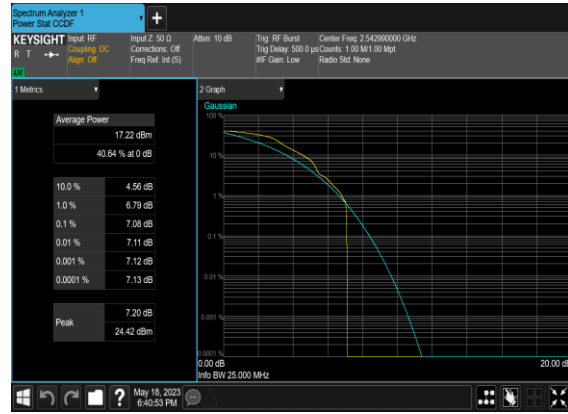 Spectrum Analyzer 1
Power Stat CCDF
KEYSIGHT
R T
LXI
Input: RF
Coupling: DC
Align: Off
Input Z: 50 Ω
Corrections: Off
Freq Ref: Int (S)
Atten: 10 dB
Trig: RF Burst
Trig Delay: 500.0 µs
#IF Gain: Low
Center Freq: 2.542990000 GHz
Counts: 1.00 M/1.00 Mpt
Radio Std: None
1 Metrics
Average Power
17.22 dBm
40.64 % at 0 dB
10.0 % 4.56 dB
1.0 % 6.79 dB
0.1 % 7.08 dB
0.01 % 7.11 dB
0.001 % 7.12 dB
0.0001 % 7.13 dB
Peak
7.20 dB
24.42 dBm
2 Graph
Gaussian
100 %
10 %
1 %
0.1 %
0.01 %
0.001 %
0.0001 %
0.00 dB
20.00 dB
Info BW 25.000 MHz
May 18, 2023
6:40:53 PM